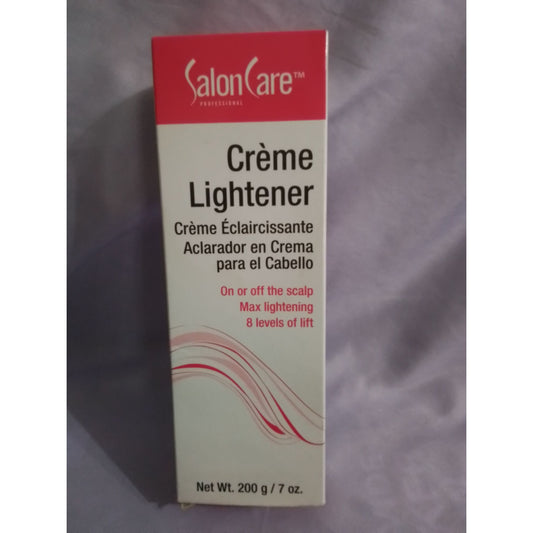 SalonCare™
PROFESSIONAL
Crème
Lightener
Crème Éclaircissante
Aclarador en Crema
para el Cabello
On or off the scalp
Max lightening
8 levels of lift
Net Wt. 200 g / 7 oz.